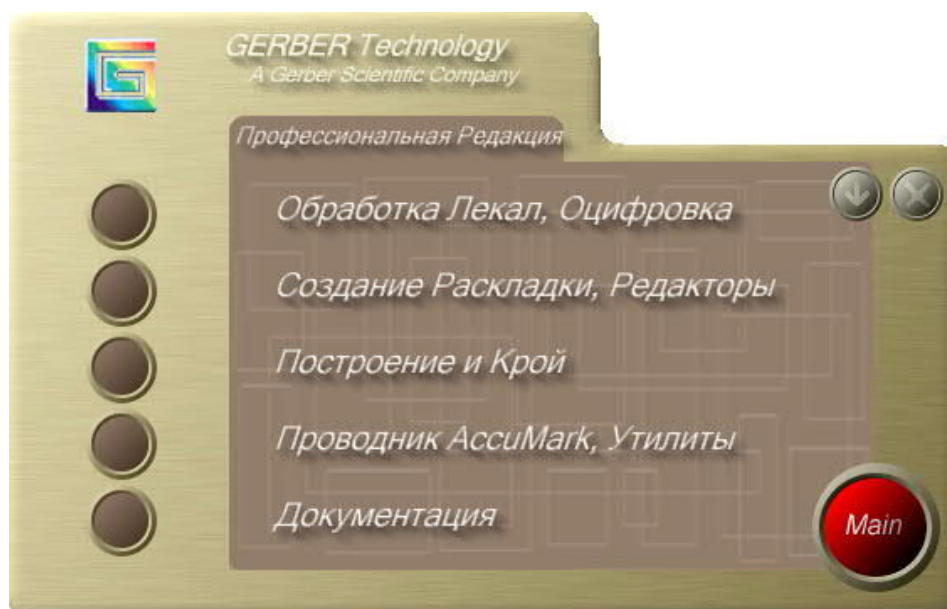 GERBER Technology
A Gerber Scientific Company
Профессиональная Редакция
Обработка Лекал, Оцифровка
Создание Раскладки, Редакторы
Построение и Крой
Проводник AccuMark, Утилиты
Документация
Main